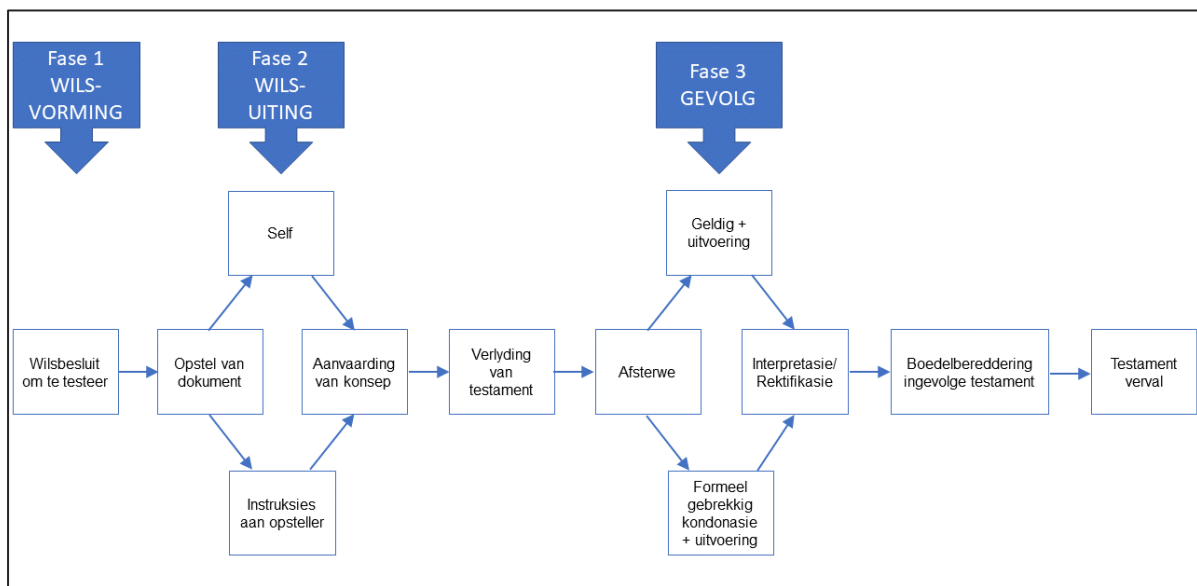 Fase 1
WILS-
VORMING
Fase 2
WILS-
UITING
Fase 3
GEVOLG
Self
Geldig +
uitvoering
Wilsbesluit
om te testeer
Opstel van
dokument
Aanvaarding
van konsep
Verlyding
van
testament
Afsterwe
Interpretasie/
Rektifikasie
Boedelbereddering
ingevolge testament
Testament
verval
Instruksies
aan opsteller
Formeel
gebrekkig
kondonasie
+ uitvoering